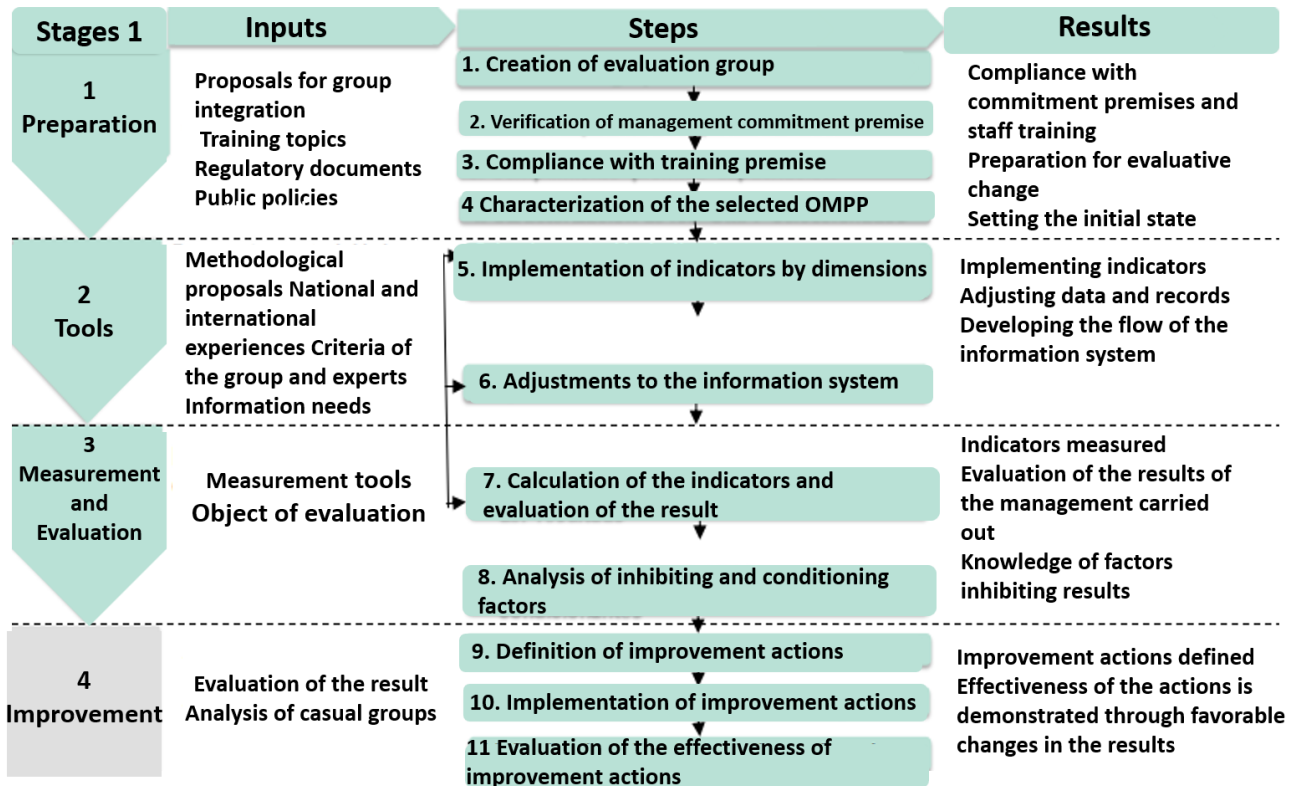 Stages 1
Inputs
Steps
Results
1
Preparation
Proposals for group
integration
Training topics
Regulatory documents
Public policies
1. Creation of evaluation group
2. Verification of management commitment premise
3. Compliance with training premise
4 Characterization of the selected OMPP
Compliance with
commitment premises and
staff training
Preparation for evaluative
change
Setting the initial state
2
Tools
Methodological
proposals National and
international
experiences Criteria of
the group and experts
Information needs
5. Implementation of indicators by dimensions
6. Adjustments to the information system
Implementing indicators
Adjusting data and records
Developing the flow of the
information system
3
Measurement
and
Evaluation
Measurement tools
Object of evaluation
7. Calculation of the indicators and
evaluation of the result
8. Analysis of inhibiting and conditioning
factors
Indicators measured
Evaluation of the results of
the management carried
out
Knowledge of factors
inhibiting results
4
Improvement
Evaluation of the result
Analysis of casual groups
9. Definition of improvement actions
10. Implementation of improvement actions
11 Evaluation of the effectiveness of
improvement actions
Improvement actions defined
Effectiveness of the actions is
demonstrated through favorable
changes in the results